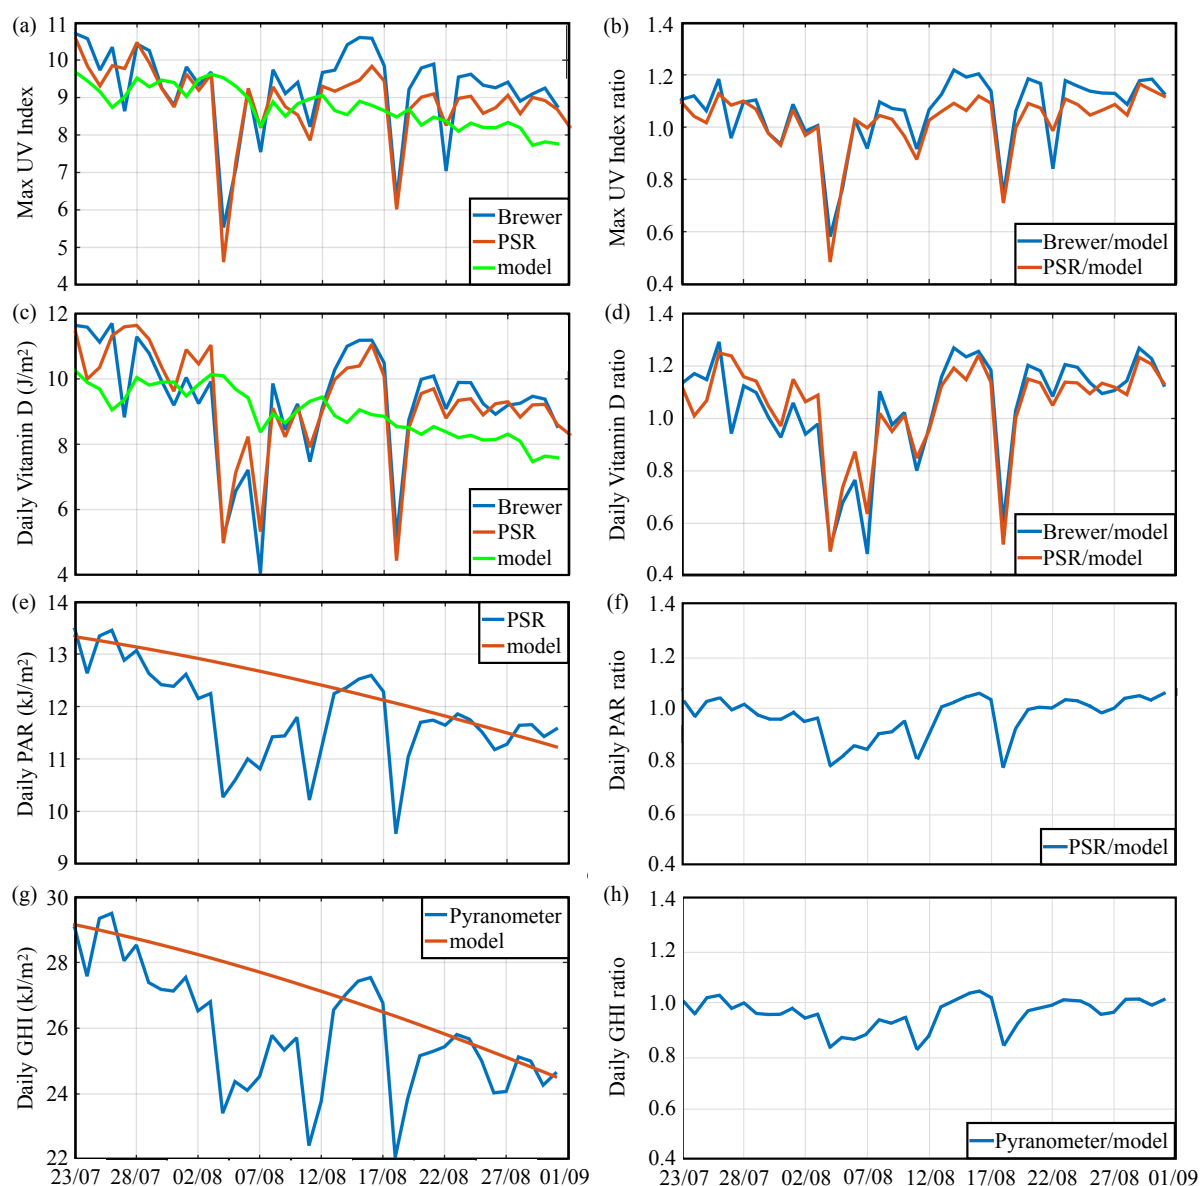 (a)
11
10
9
8
7
6
5
4
Max UV Index
Brewer
PSR
model
(b)
1.4
1.2
1.0
0.8
0.6
0.4
Max UV Index ratio
Brewer/model
PSR/model
(c)
12
10
8
6
4
Daily Vitamin D (J/m²)
Brewer
PSR
model
(d)
1.4
1.2
1.0
0.8
0.6
0.4
Daily Vitamin D ratio
Brewer/model
PSR/model
(e)
14
13
12
11
10
9
Daily PAR (kJ/m²)
PSR
model
(f)
1.4
1.2
1.0
0.8
0.6
0.4
Daily PAR ratio
PSR/model
(g)
30
28
26
24
22
Daily GHI (kJ/m²)
Pyranometer
model
23/07 28/07 02/08 07/08 12/08 17/08 22/08 27/08 01/09
(h)
1.4
1.2
1.0
0.8
0.6
0.4
Daily GHI ratio
Pyranometer/model
23/07 28/07 02/08 07/08 12/08 17/08 22/08 27/08 01/09